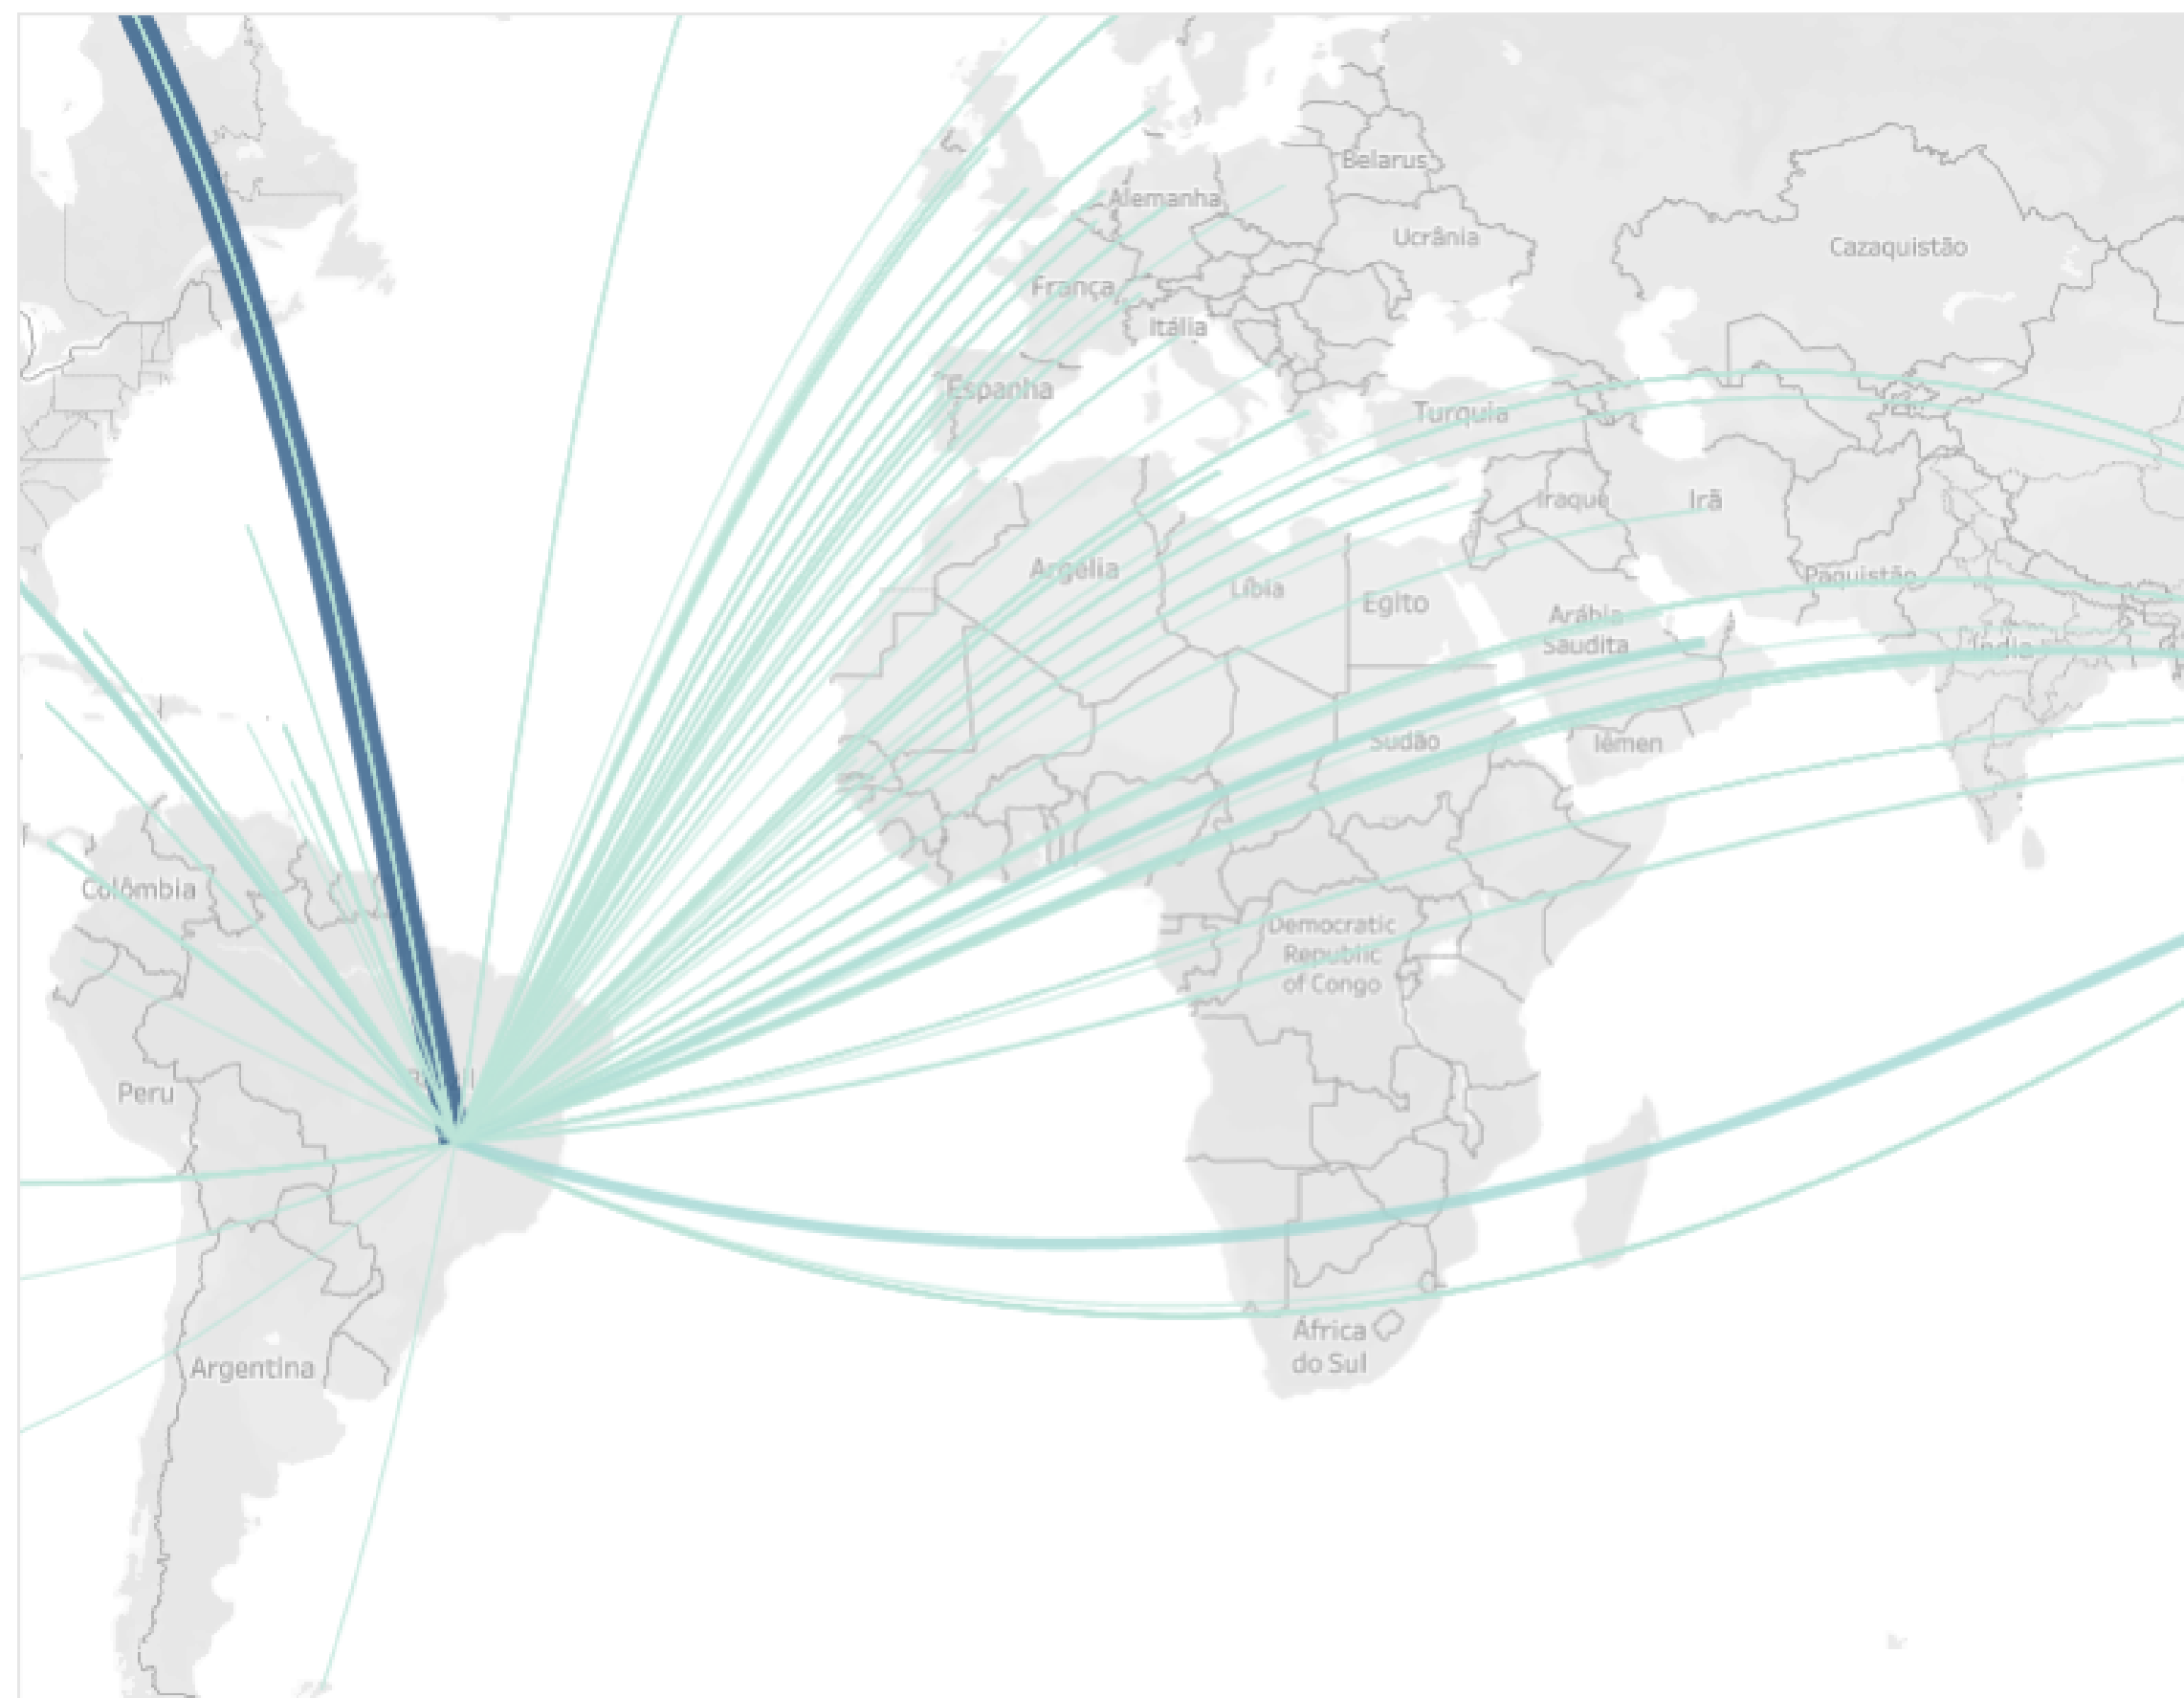 Belarus
Alemanha
Ucrânia
Cazaquistão
França
Itália
Espanha
Turquia
Iraque
Irã
Argélia
Líbia
Egito
Paquistão
Arábia
Saudita
Índia
Sudão
Iêmen
Colômbia
Democratic
Republic
of Congo
Peru
África
do Sul
Argentina